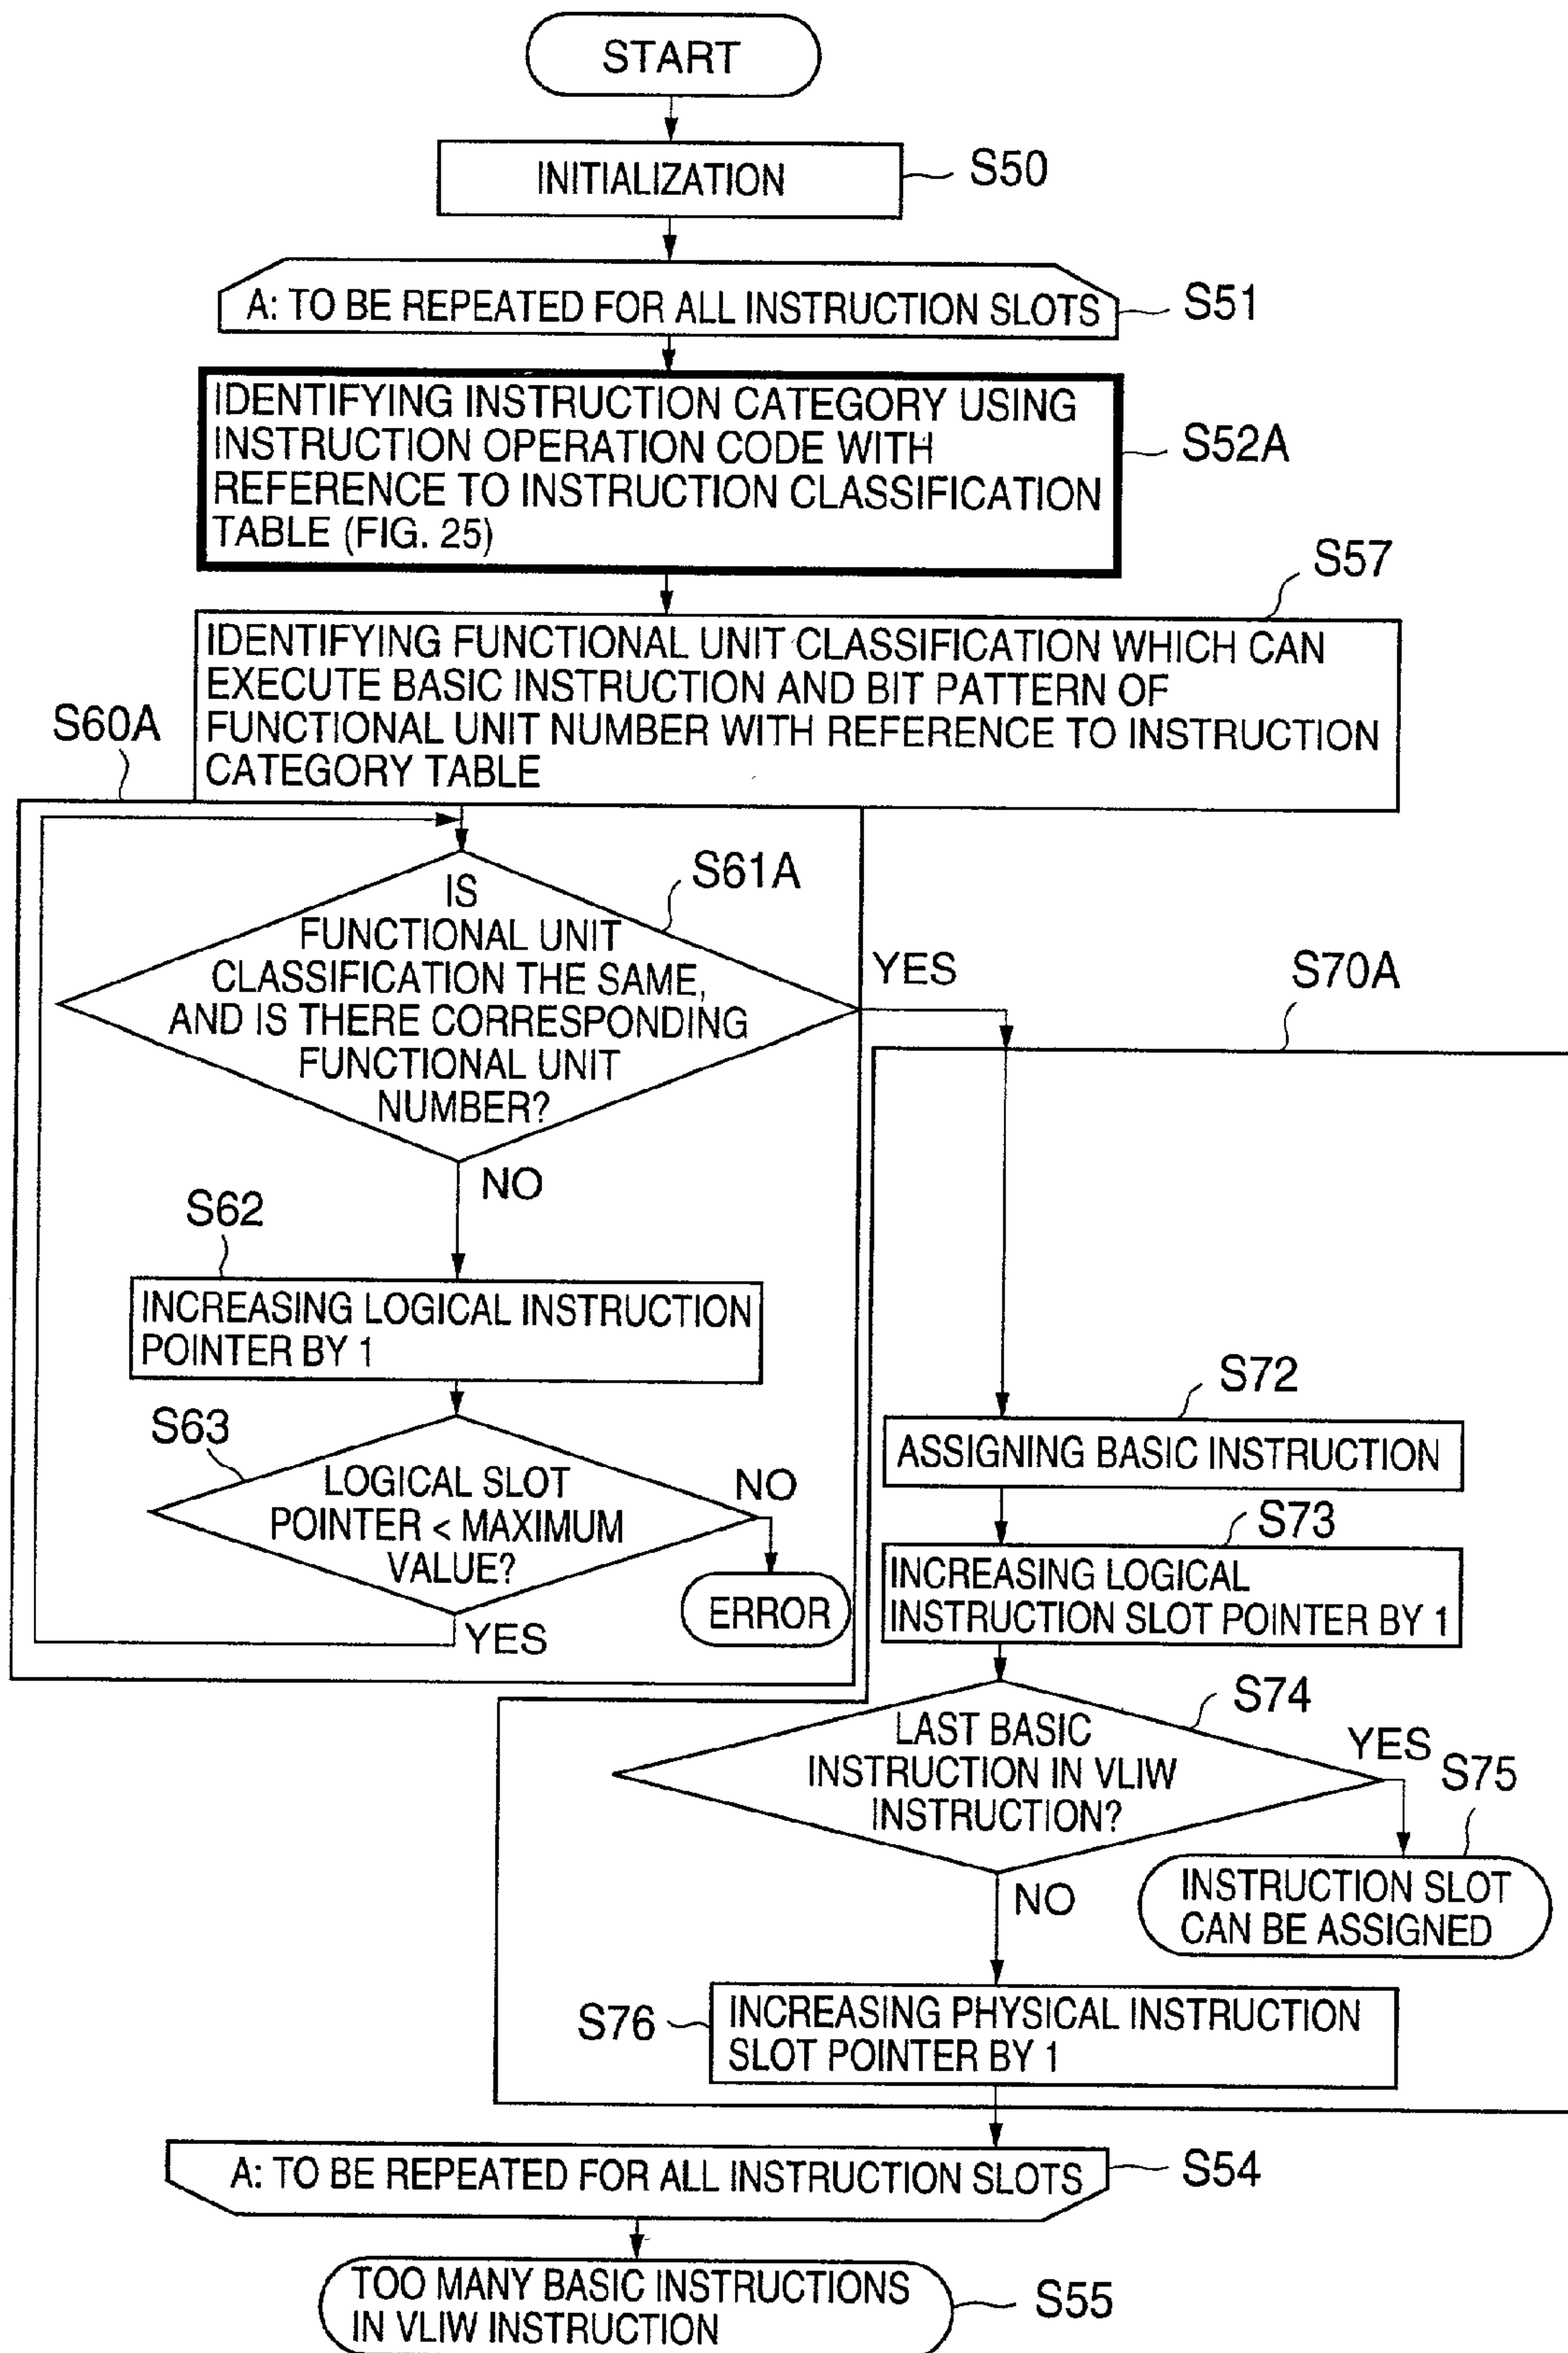 START
INITIALIZATION
S50
A: TO BE REPEATED FOR ALL INSTRUCTION SLOTS
S51
IDENTIFYING INSTRUCTION CATEGORY USING
INSTRUCTION OPERATION CODE WITH
REFERENCE TO INSTRUCTION CLASSIFICATION
TABLE (FIG. 25)
S52A
S57
IDENTIFYING FUNCTIONAL UNIT CLASSIFICATION WHICH CAN
EXECUTE BASIC INSTRUCTION AND BIT PATTERN OF
FUNCTIONAL UNIT NUMBER WITH REFERENCE TO INSTRUCTION
CATEGORY TABLE
S60A
S61A
IS
FUNCTIONAL UNIT
CLASSIFICATION THE SAME,
AND IS THERE CORRESPONDING
FUNCTIONAL UNIT
NUMBER?
YES
S70A
NO
S62
INCREASING LOGICAL INSTRUCTION
POINTER BY 1
S63
LOGICAL SLOT
POINTER < MAXIMUM
VALUE?
NO
ERROR
YES
S72
ASSIGNING BASIC INSTRUCTION
S73
INCREASING LOGICAL
INSTRUCTION SLOT POINTER BY 1
S74
LAST BASIC
INSTRUCTION IN VLIW
INSTRUCTION?
YES
S75
INSTRUCTION SLOT
CAN BE ASSIGNED
NO
S76
INCREASING PHYSICAL INSTRUCTION
SLOT POINTER BY 1
A: TO BE REPEATED FOR ALL INSTRUCTION SLOTS
S54
TOO MANY BASIC INSTRUCTIONS
IN VLIW INSTRUCTION
S55